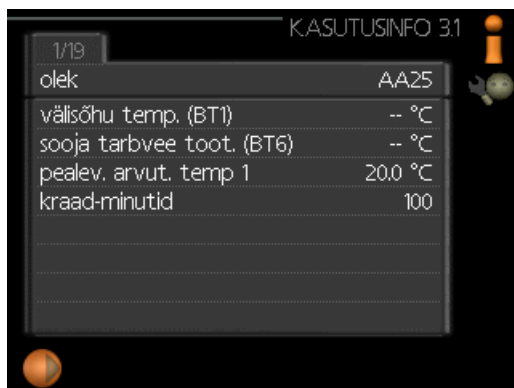 KASUTUSINFO 3.1
1/19
olek AA25
välisõhu temp. (BT1) -- °C
sooja tarbvee toot. (BT6) -- °C
pealev. arvut. temp 1 20.0 °C
kraad-minutid 100